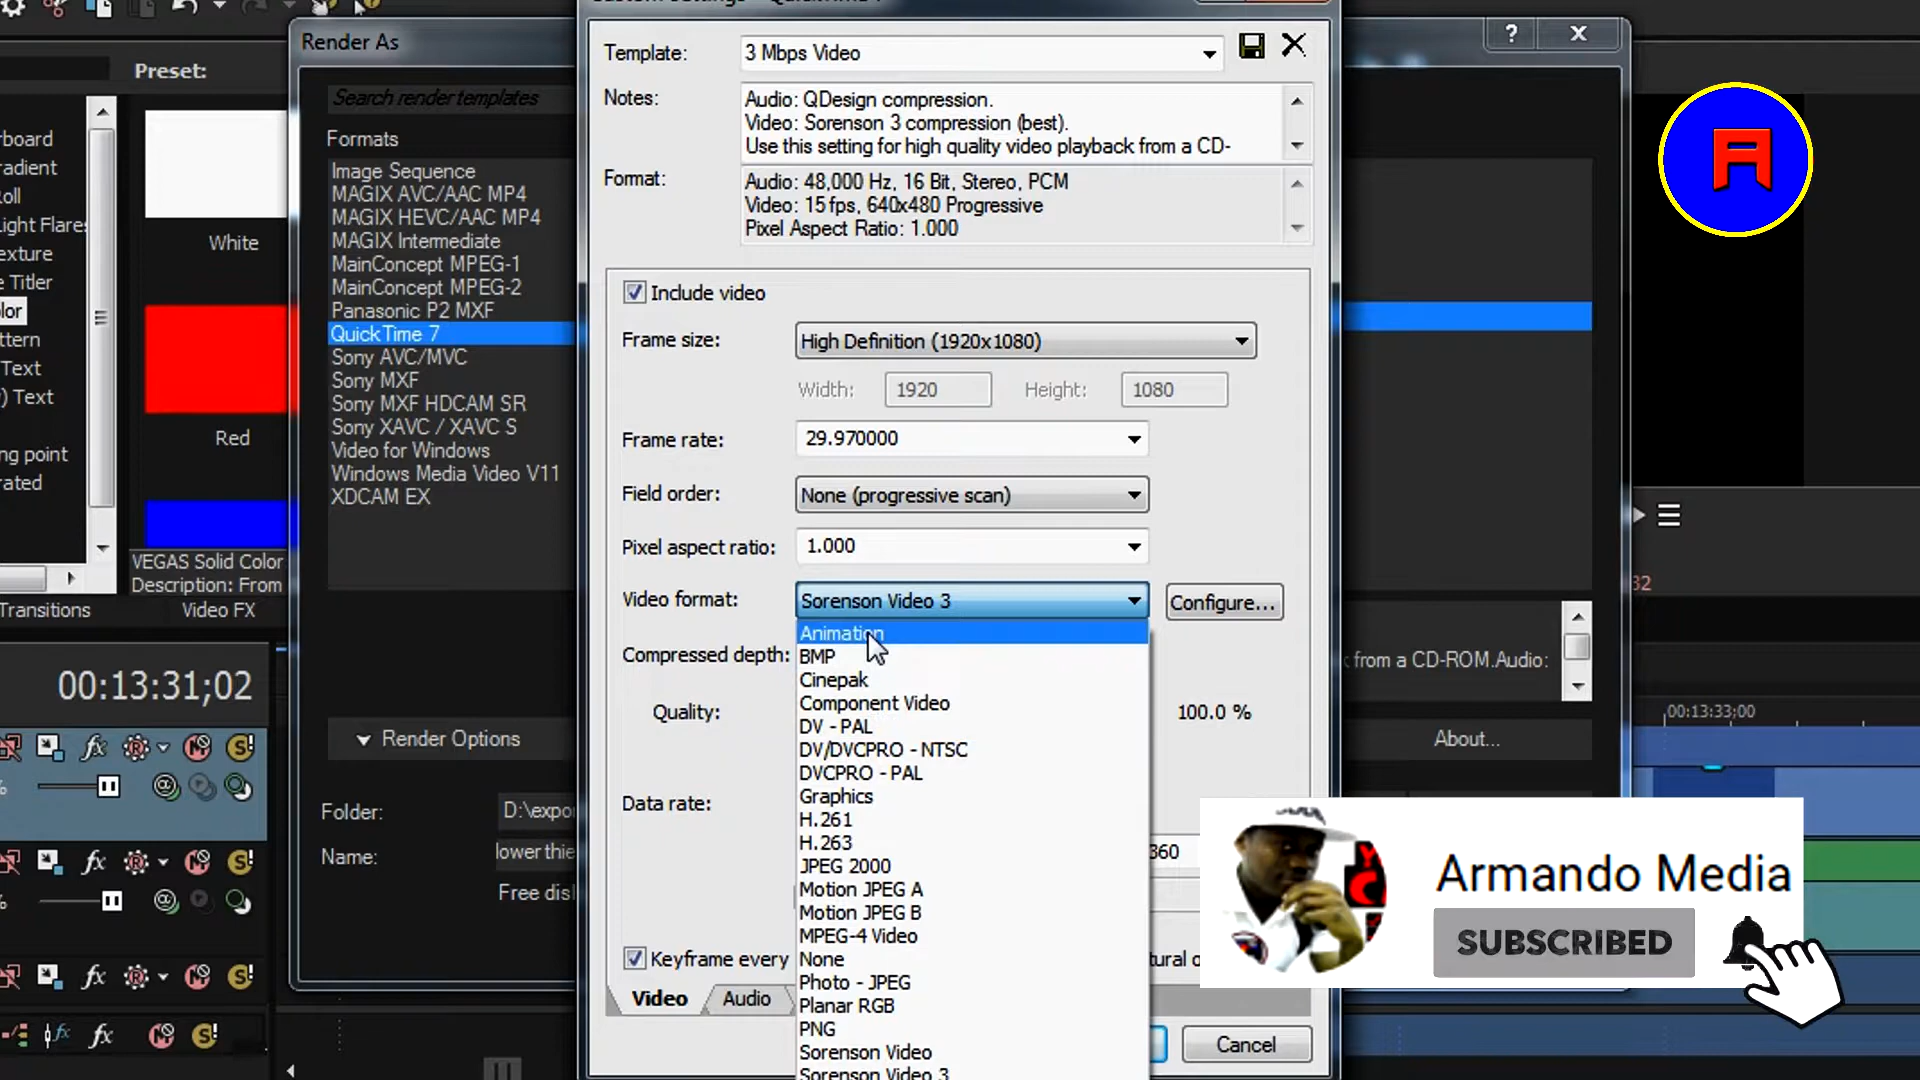 Render As
Preset:
Search render templates
Formats
Image Sequence
MAGIX AVC/AAC MP4
MAGIX HEVC/AAC MP4
MAGIX Intermediate
MainConcept MPEG-1
MainConcept MPEG-2
Panasonic P2 MXF
QuickTime 7
Sony AVC/MVC
Sony MXF
Sony MXF HDCAM SR
Sony XAVC / XAVC S
Video for Windows
Windows Media Video V11
XDCAM EX
White
Red
VEGAS Solid Color
Description: From
Transitions
Video FX
00:13:31;02
Render Options
Folder:
D:\expo
Name:
lower thie
Free dis
Template:
3 Mbps Video
Notes:
Audio: QDesign compression.
Video: Sorenson 3 compression (best).
Use this setting for high quality video playback from a CD-
Format:
Audio: 48,000 Hz, 16 Bit, Stereo, PCM
Video: 15 fps, 640x480 Progressive
Pixel Aspect Ratio: 1.000
Include video
Frame size:
High Definition (1920x1080)
Width:
1920
Height:
1080
Frame rate:
29.970000
Field order:
None (progressive scan)
Pixel aspect ratio:
1.000
Video format:
Sorenson Video 3
Configure...
Compressed depth:
Quality:
100.0 %
Data rate:
360
Keyframe every
Video
Audio
Animation
BMP
Cinepak
Component Video
DV - PAL
DV/DVCPRO - NTSC
DVCPRO - PAL
Graphics
H.261
H.263
JPEG 2000
Motion JPEG A
Motion JPEG B
MPEG-4 Video
None
Photo - JPEG
Planar RGB
PNG
Sorenson Video
Sorenson Video 3
Cancel
?
X
from a CD-ROM.Audio:
About...
00:13:33;00
Armando Media
SUBSCRIBED